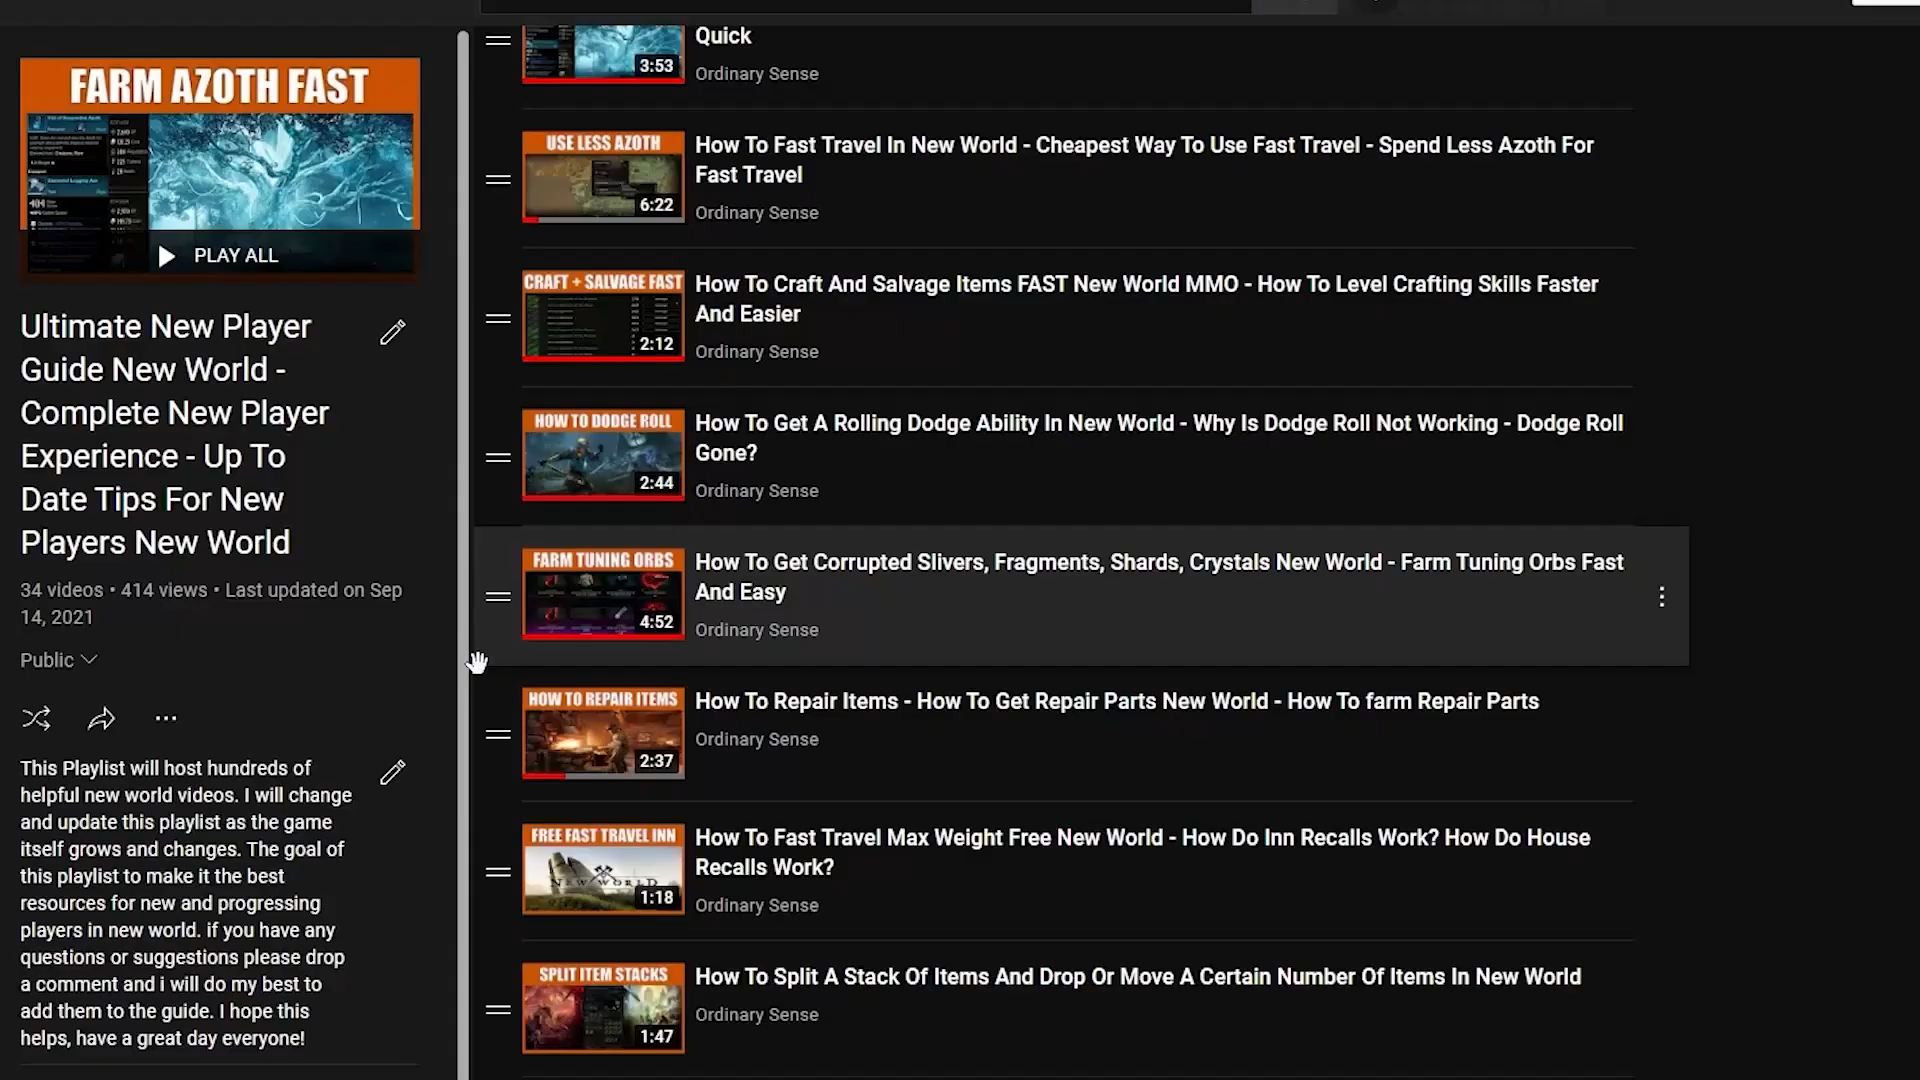 FARM AZOTH FAST
PLAY ALL
Ultimate New Player
Guide New World -
Complete New Player
Experience - Up To
Date Tips For New
Players New World
34 videos • 414 views • Last updated on Sep
14, 2021
Public
This Playlist will host hundreds of
helpful new world videos. I will change
and update this playlist as the game
itself grows and changes. The goal of
this playlist to make it the best
resources for new and progressing
players in new world. if you have any
questions or suggestions please drop
a comment and i will do my best to
add them to the guide. I hope this
helps, have a great day everyone!
3:53
Quick
Ordinary Sense
USE LESS AZOTH
6:22
How To Fast Travel In New World - Cheapest Way To Use Fast Travel - Spend Less Azoth For
Fast Travel
Ordinary Sense
CRAFT + SALVAGE FAST
2:12
How To Craft And Salvage Items FAST New World MMO - How To Level Crafting Skills Faster
And Easier
Ordinary Sense
HOW TO DODGE ROLL
2:44
How To Get A Rolling Dodge Ability In New World - Why Is Dodge Roll Not Working - Dodge Roll
Gone?
Ordinary Sense
FARM TUNING ORBS
4:52
How To Get Corrupted Slivers, Fragments, Shards, Crystals New World - Farm Tuning Orbs Fast
And Easy
Ordinary Sense
HOW TO REPAIR ITEMS
2:37
How To Repair Items - How To Get Repair Parts New World - How To farm Repair Parts
Ordinary Sense
FREE FAST TRAVEL INN
NEW WORLD
1:18
How To Fast Travel Max Weight Free New World - How Do Inn Recalls Work? How Do House
Recalls Work?
Ordinary Sense
SPLIT ITEM STACKS
1:47
How To Split A Stack Of Items And Drop Or Move A Certain Number Of Items In New World
Ordinary Sense